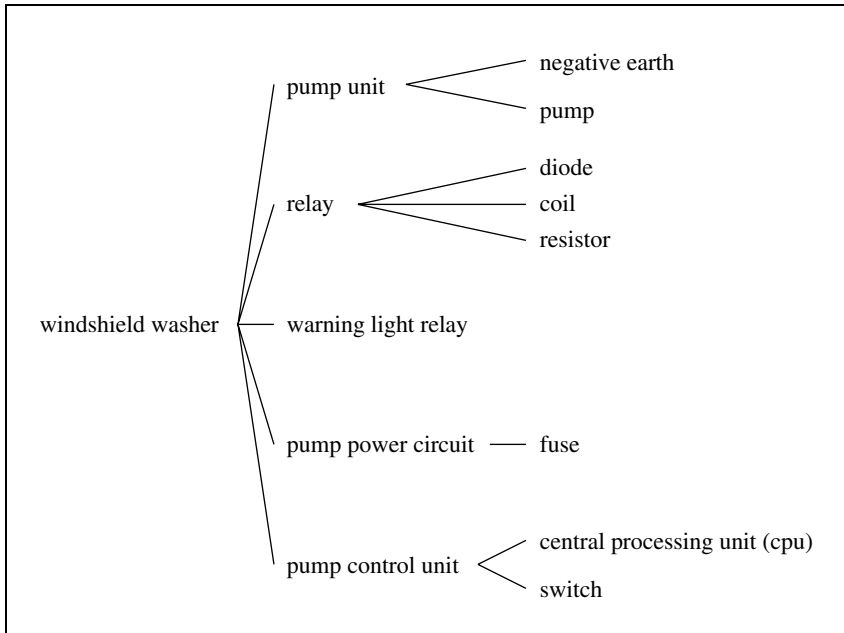 negative earth
pump unit
pump
diode
relay
coil
resistor
windshield washer
warning light relay
pump power circuit
fuse
central processing unit (cpu)
pump control unit
switch